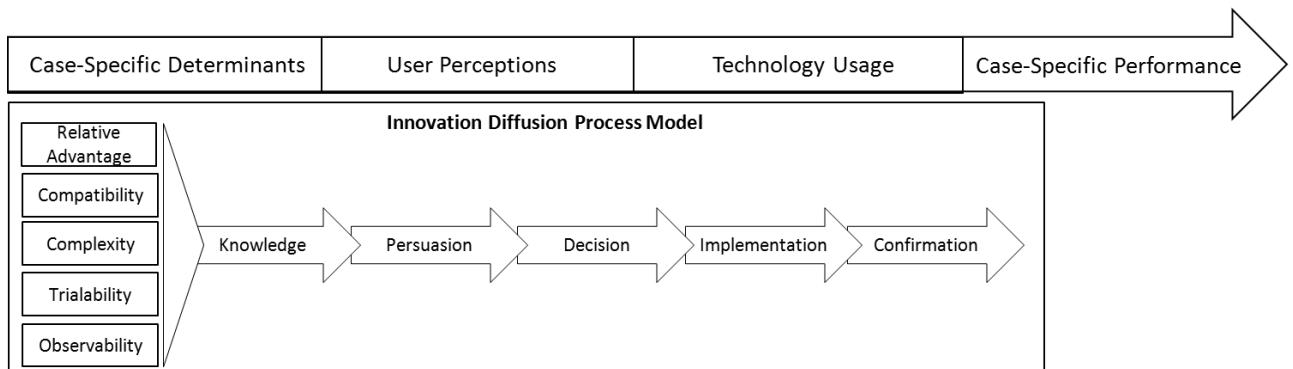 Case-Specific Determinants
User Perceptions
Technology Usage
Case-Specific Performance
Innovation Diffusion Process Model
Relative
Advantage
Compatibility
Complexity
Trialability
Observability
Knowledge
Persuasion
Decision
Implementation
Confirmation